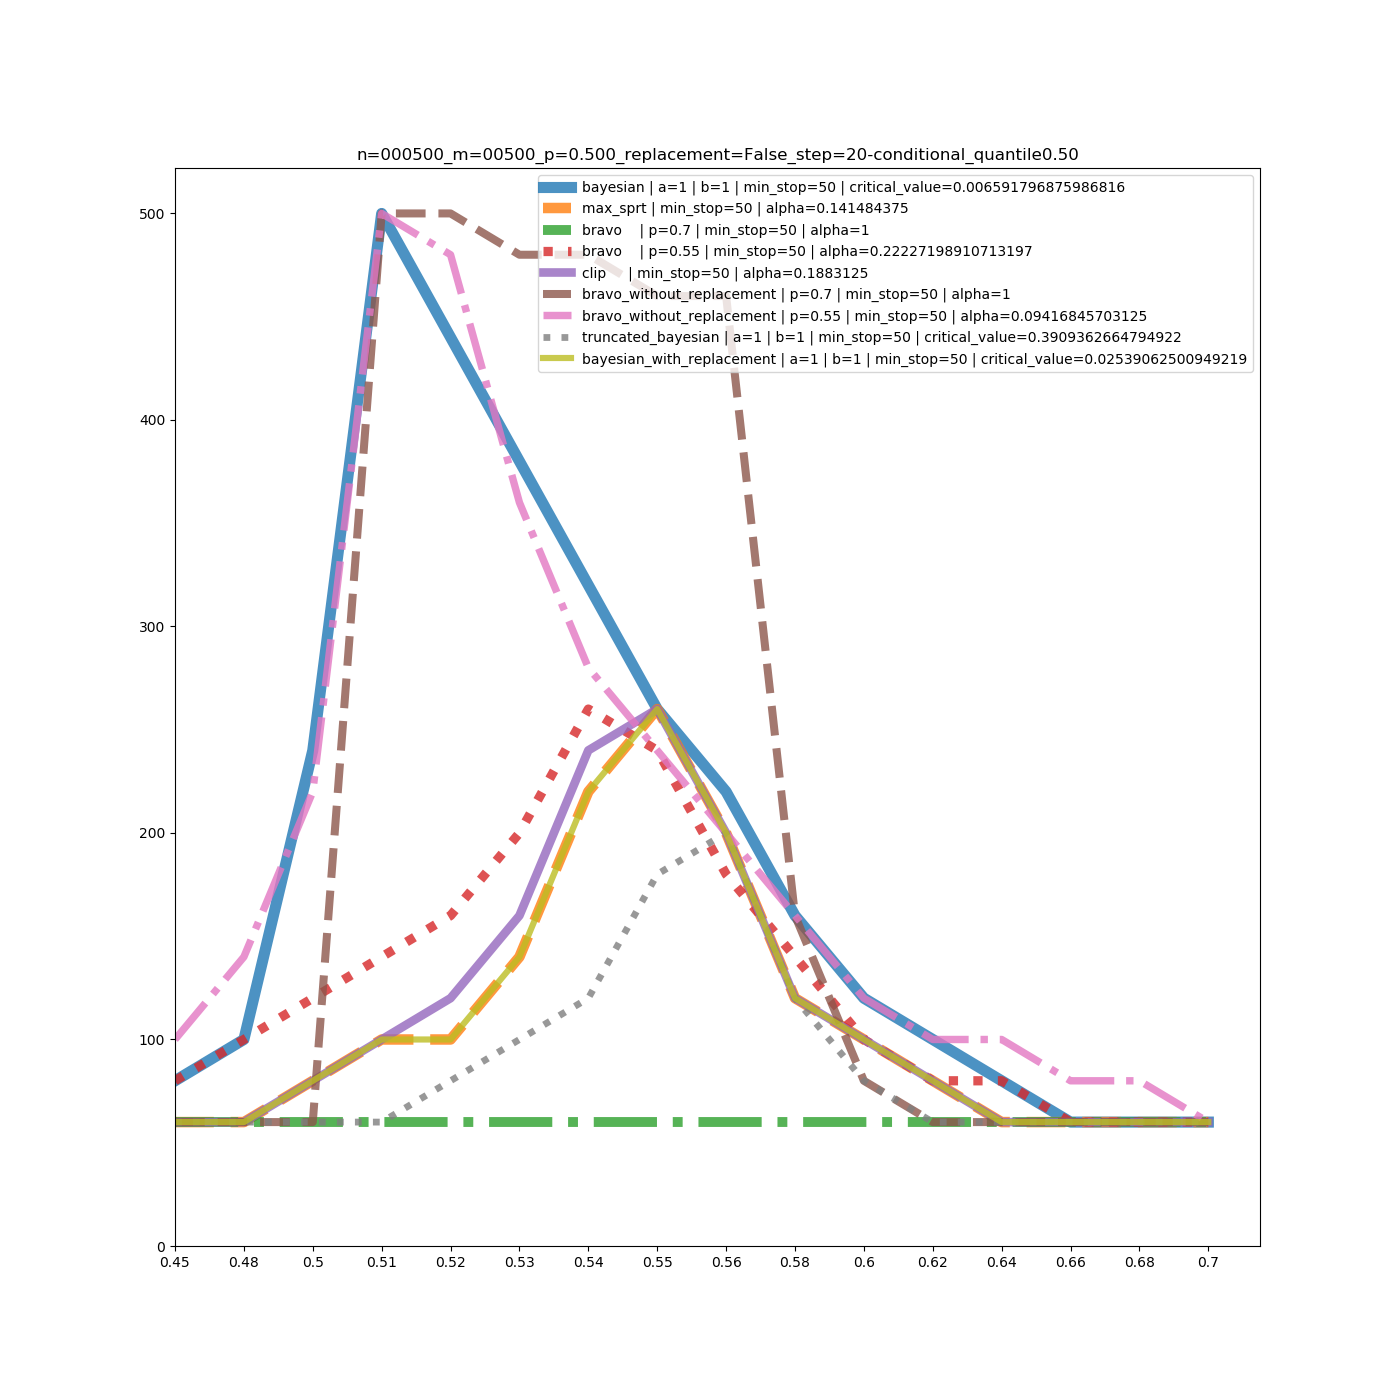 n=000500_m=00500_p=0.500_replacement=False_step=20-conditional_quantile0.50
bayesian | a=1 | b=1 | min_stop=50 | critical_value=0.006591796875986816
max_sprt | min_stop=50 | alpha=0.141484375
bravo    | p=0.7 | min_stop=50 | alpha=1
bravo    | p=0.55 | min_stop=50 | alpha=0.22227198910713197
clip     | min_stop=50 | alpha=0.1883125
bravo_without_replacement | p=0.7 | min_stop=50 | alpha=1
bravo_without_replacement | p=0.55 | min_stop=50 | alpha=0.09416845703125
truncated_bayesian | a=1 | b=1 | min_stop=50 | critical_value=0.3909362664794922
bayesian_with_replacement | a=1 | b=1 | min_stop=50 | critical_value=0.02539062500949219
500
400
300
200
100
0
0.45 0.48 0.5 0.51 0.52 0.53 0.54 0.55 0.56 0.58 0.6 0.62 0.64 0.66 0.68 0.7